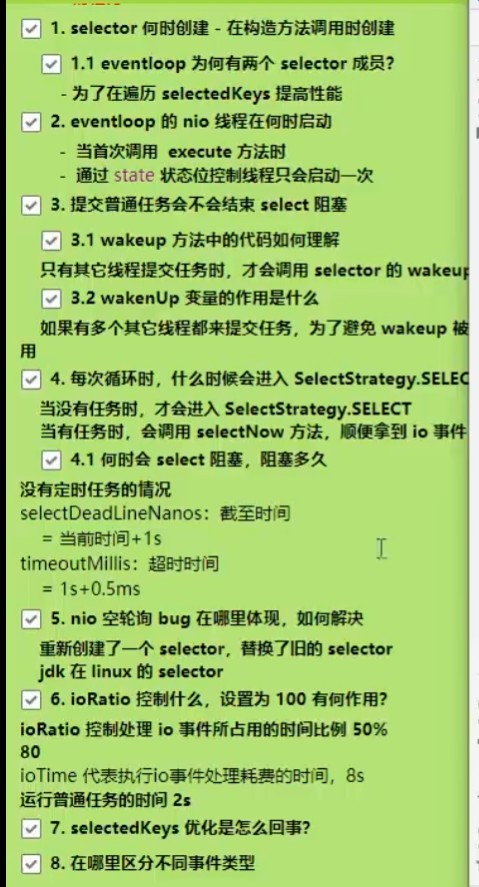 1. selector 何时创建 - 在构造方法调用时创建
1.1 eventloop 为何有两个 selector 成员？
- 为了在遍历 selectedKeys 提高性能
2. eventloop 的 nio 线程在何时启动
- 当首次调用 execute 方法时
- 通过 state 状态位控制线程只会启动一次
3. 提交普通任务会不会结束 select 阻塞
3.1 wakeup 方法中的代码如何理解
只有其它线程提交任务时，才会调用 selector 的 wakeup
3.2 wakenUp 变量的作用是什么
如果有多个其它线程都来提交任务，为了避免 wakeup 被
用
4. 每次循环时，什么时候会进入 SelectStrategy.SELEC
当没有任务时，才会进入 SelectStrategy.SELECT
当有任务时，会调用 selectNow 方法，顺便拿到 io 事件
4.1 何时会 select 阻塞，阻塞多久
没有定时任务的情况
selectDeadLineNanos：截至时间
= 当前时间+1s
timeoutMillis：超时时间
= 1s+0.5ms
5. nio 空轮询 bug 在哪里体现，如何解决
重新创建了一个 selector，替换了旧的 selector
jdk 在 linux 的 selector
6. ioRatio 控制什么，设置为 100 有何作用？
ioRatio 控制处理 io 事件所占用的时间比例 50%
80
ioTime 代表执行io事件处理耗费的时间，8s
运行普通任务的时间 2s
7. selectedKeys 优化是怎么回事？
8. 在哪里区分不同事件类型